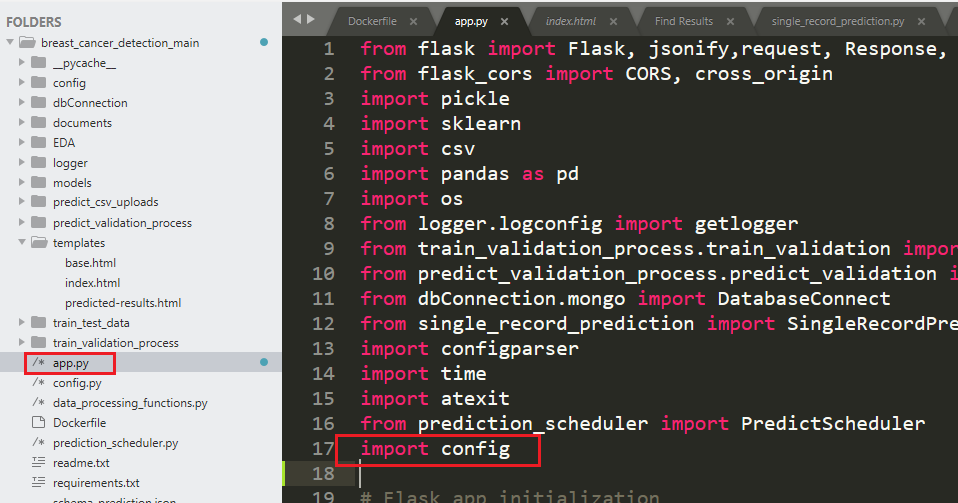 FOLDERS
breast_cancer_detection_main
__pycache__
config
dbConnection
documents
EDA
logger
models
predict_csv_uploads
predict_validation_process
templates
base.html
index.html
predicted-results.html
train_test_data
train_validation_process
/* app.py
/* config.py
/* data_processing_functions.py
Dockerfile
/* prediction_scheduler.py
readme.txt
requirements.txt
schema_prediction.json
Dockerfile × app.py × index.html × Find Results × single_record_prediction.py ×
1 from flask import Flask, jsonify,request, Response,
2 from flask_cors import CORS, cross_origin
3 import pickle
4 import sklearn
5 import csv
6 import pandas as pd
7 import os
8 from logger.logconfig import getlogger
9 from train_validation_process.train_validation impor
10 from predict_validation_process.predict_validation i
11 from dbConnection.mongo import DatabaseConnect
12 from single_record_prediction import SingleRecordPre
13 import configparser
14 import time
15 import atexit
16 from prediction_scheduler import PredictScheduler
17 import config
18
19 # Flask app initialization